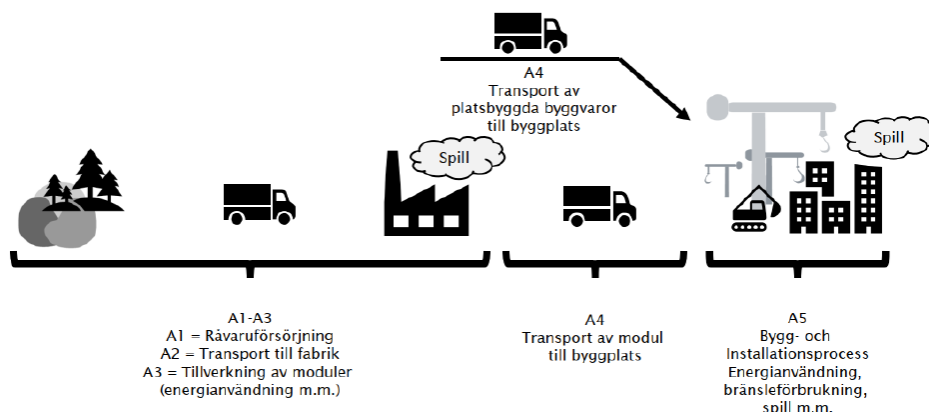 A4
Transport av
platsbyggda byggvaror
till byggplats
Spill
Spill
A1-A3
A1 = Råvaruförsörjning
A2 = Transport till fabrik
A3 = Tillverkning av moduler
(energianvändning m.m.)
A4
Transport av modul
till byggplats
A5
Bygg- och
Installationsprocess
Energianvändning,
bränsleförbrukning,
spill m.m.